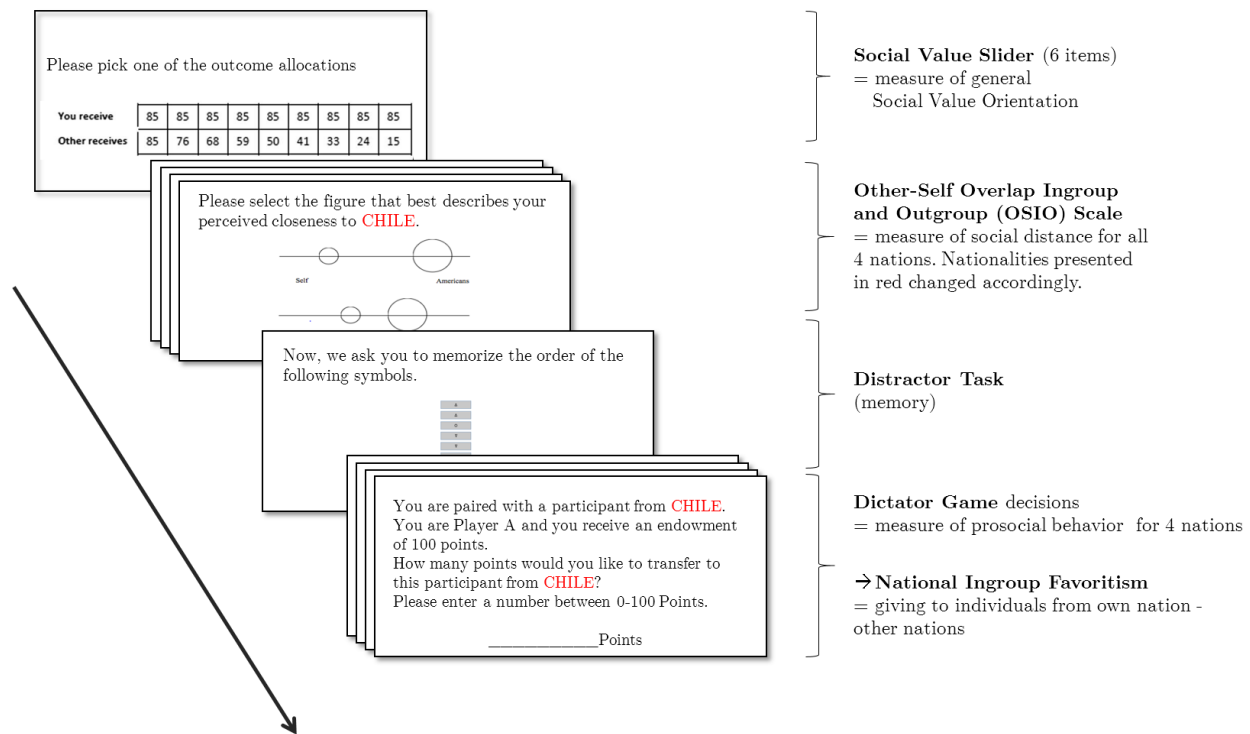 Please pick one of the outcome allocations
You receive 85 85 85 85 85 85 85 85 85
Other receives 85 76 68 59 50 41 33 24 15
Social Value Slider (6 items)
= measure of general
Social Value Orientation
Please select the figure that best describes your
perceived closeness to CHILE.
Self Americans
Other-Self Overlap Ingroup
and Outgroup (OSIO) Scale
= measure of social distance for all
4 nations. Nationalities presented
in red changed accordingly.
Now, we ask you to memorize the order of the
following symbols.
Distractor Task
(memory)
You are paired with a participant from CHILE.
You are Player A and you receive an endowment
of 100 points.
How many points would you like to transfer to
this participant from CHILE?
Please enter a number between 0-100 Points.
______________Points
Dictator Game decisions
= measure of prosocial behavior for 4 nations
→ National Ingroup Favoritism
= giving to individuals from own nation -
other nations